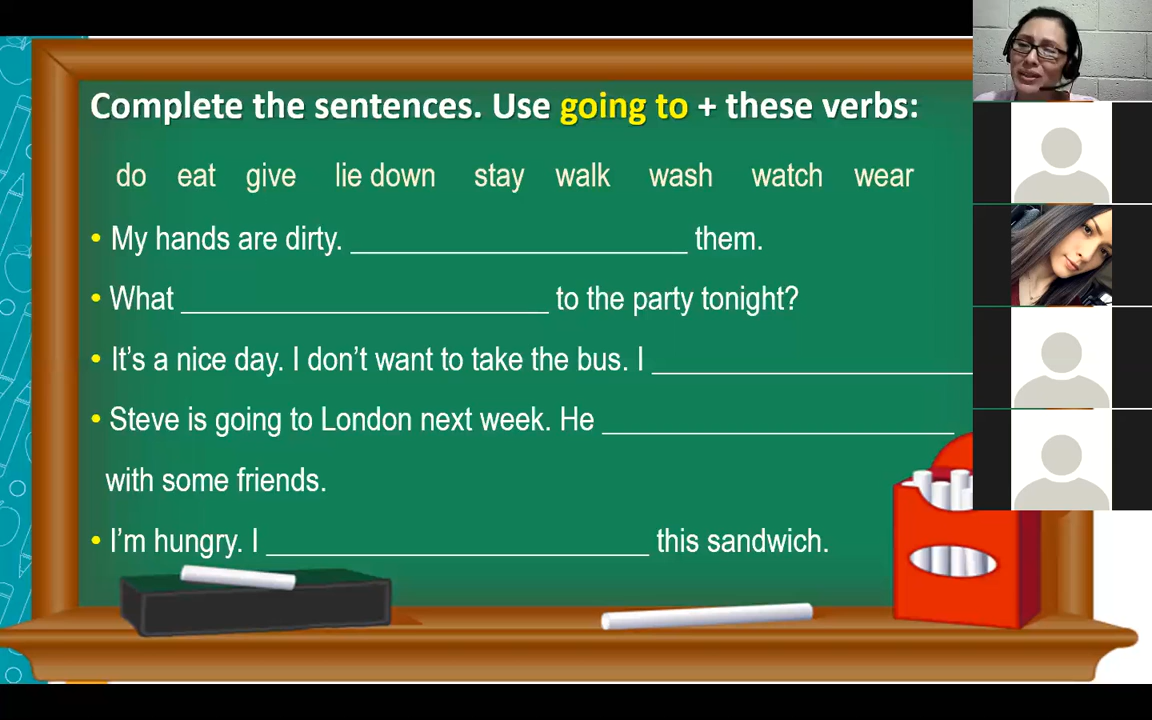 Complete the sentences. Use going to + these verbs:
do eat give lie down stay walk wash watch wear
• My hands are dirty. ______________________ them.
• What ________________________ to the party tonight?
• It’s a nice day. I don’t want to take the bus. I _____________________
• Steve is going to London next week. He _______________________
with some friends.
• I’m hungry. I _________________________ this sandwich.